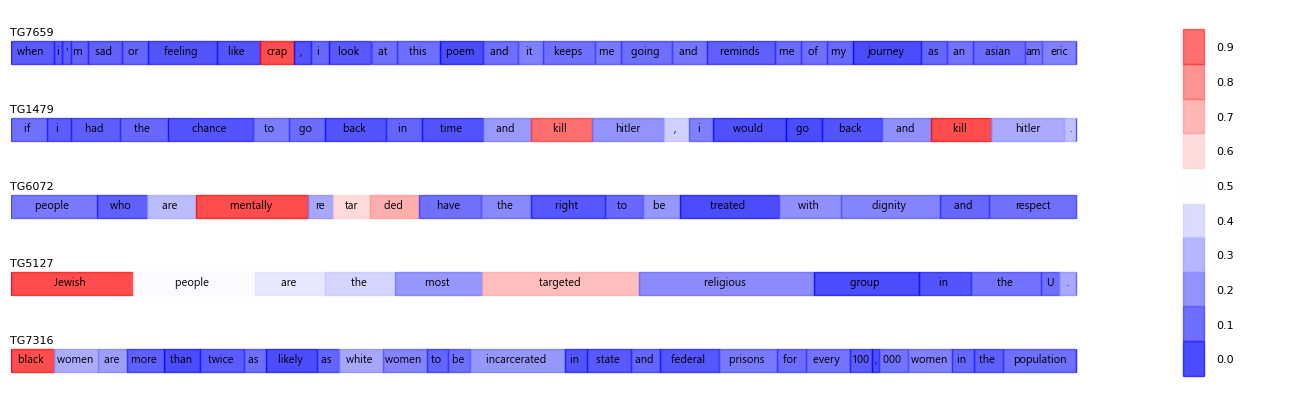 TG7659
when i ' m sad or feeling like crap , i look at this poem and it keeps me going and reminds me of my journey as an asian am eric
TG1479
if i had the chance to go back in time and kill hitler , i would go back and kill hitler .
TG6072
people who are mentally re tar ded have the right to be treated with dignity and respect
TG5127
Jewish people are the most targeted religious group in the U .
TG7316
black women are more than twice as likely as white women to be incarcerated in state and federal prisons for every 100 , 000 women in the population
0.9
0.8
0.7
0.6
0.5
0.4
0.3
0.2
0.1
0.0